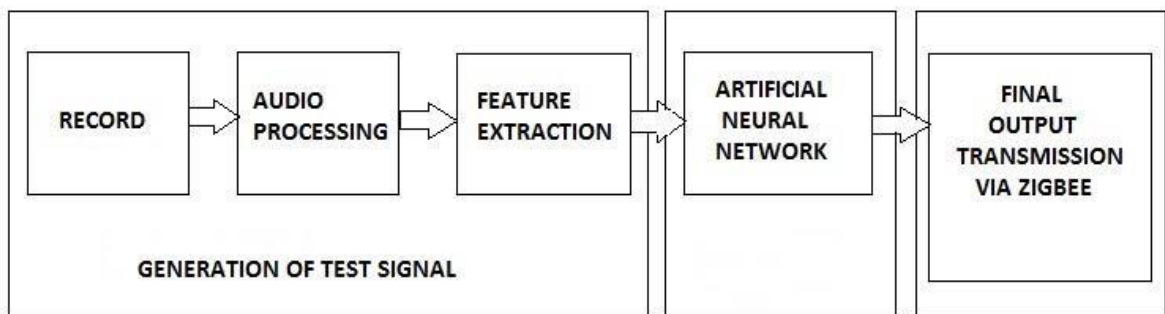 RECORD
AUDIO
PROCESSING
FEATURE
EXTRACTION
ARTIFICIAL
NEURAL
NETWORK
FINAL
OUTPUT
TRANSMISSION
VIA ZIGBEE
GENERATION OF TEST SIGNAL